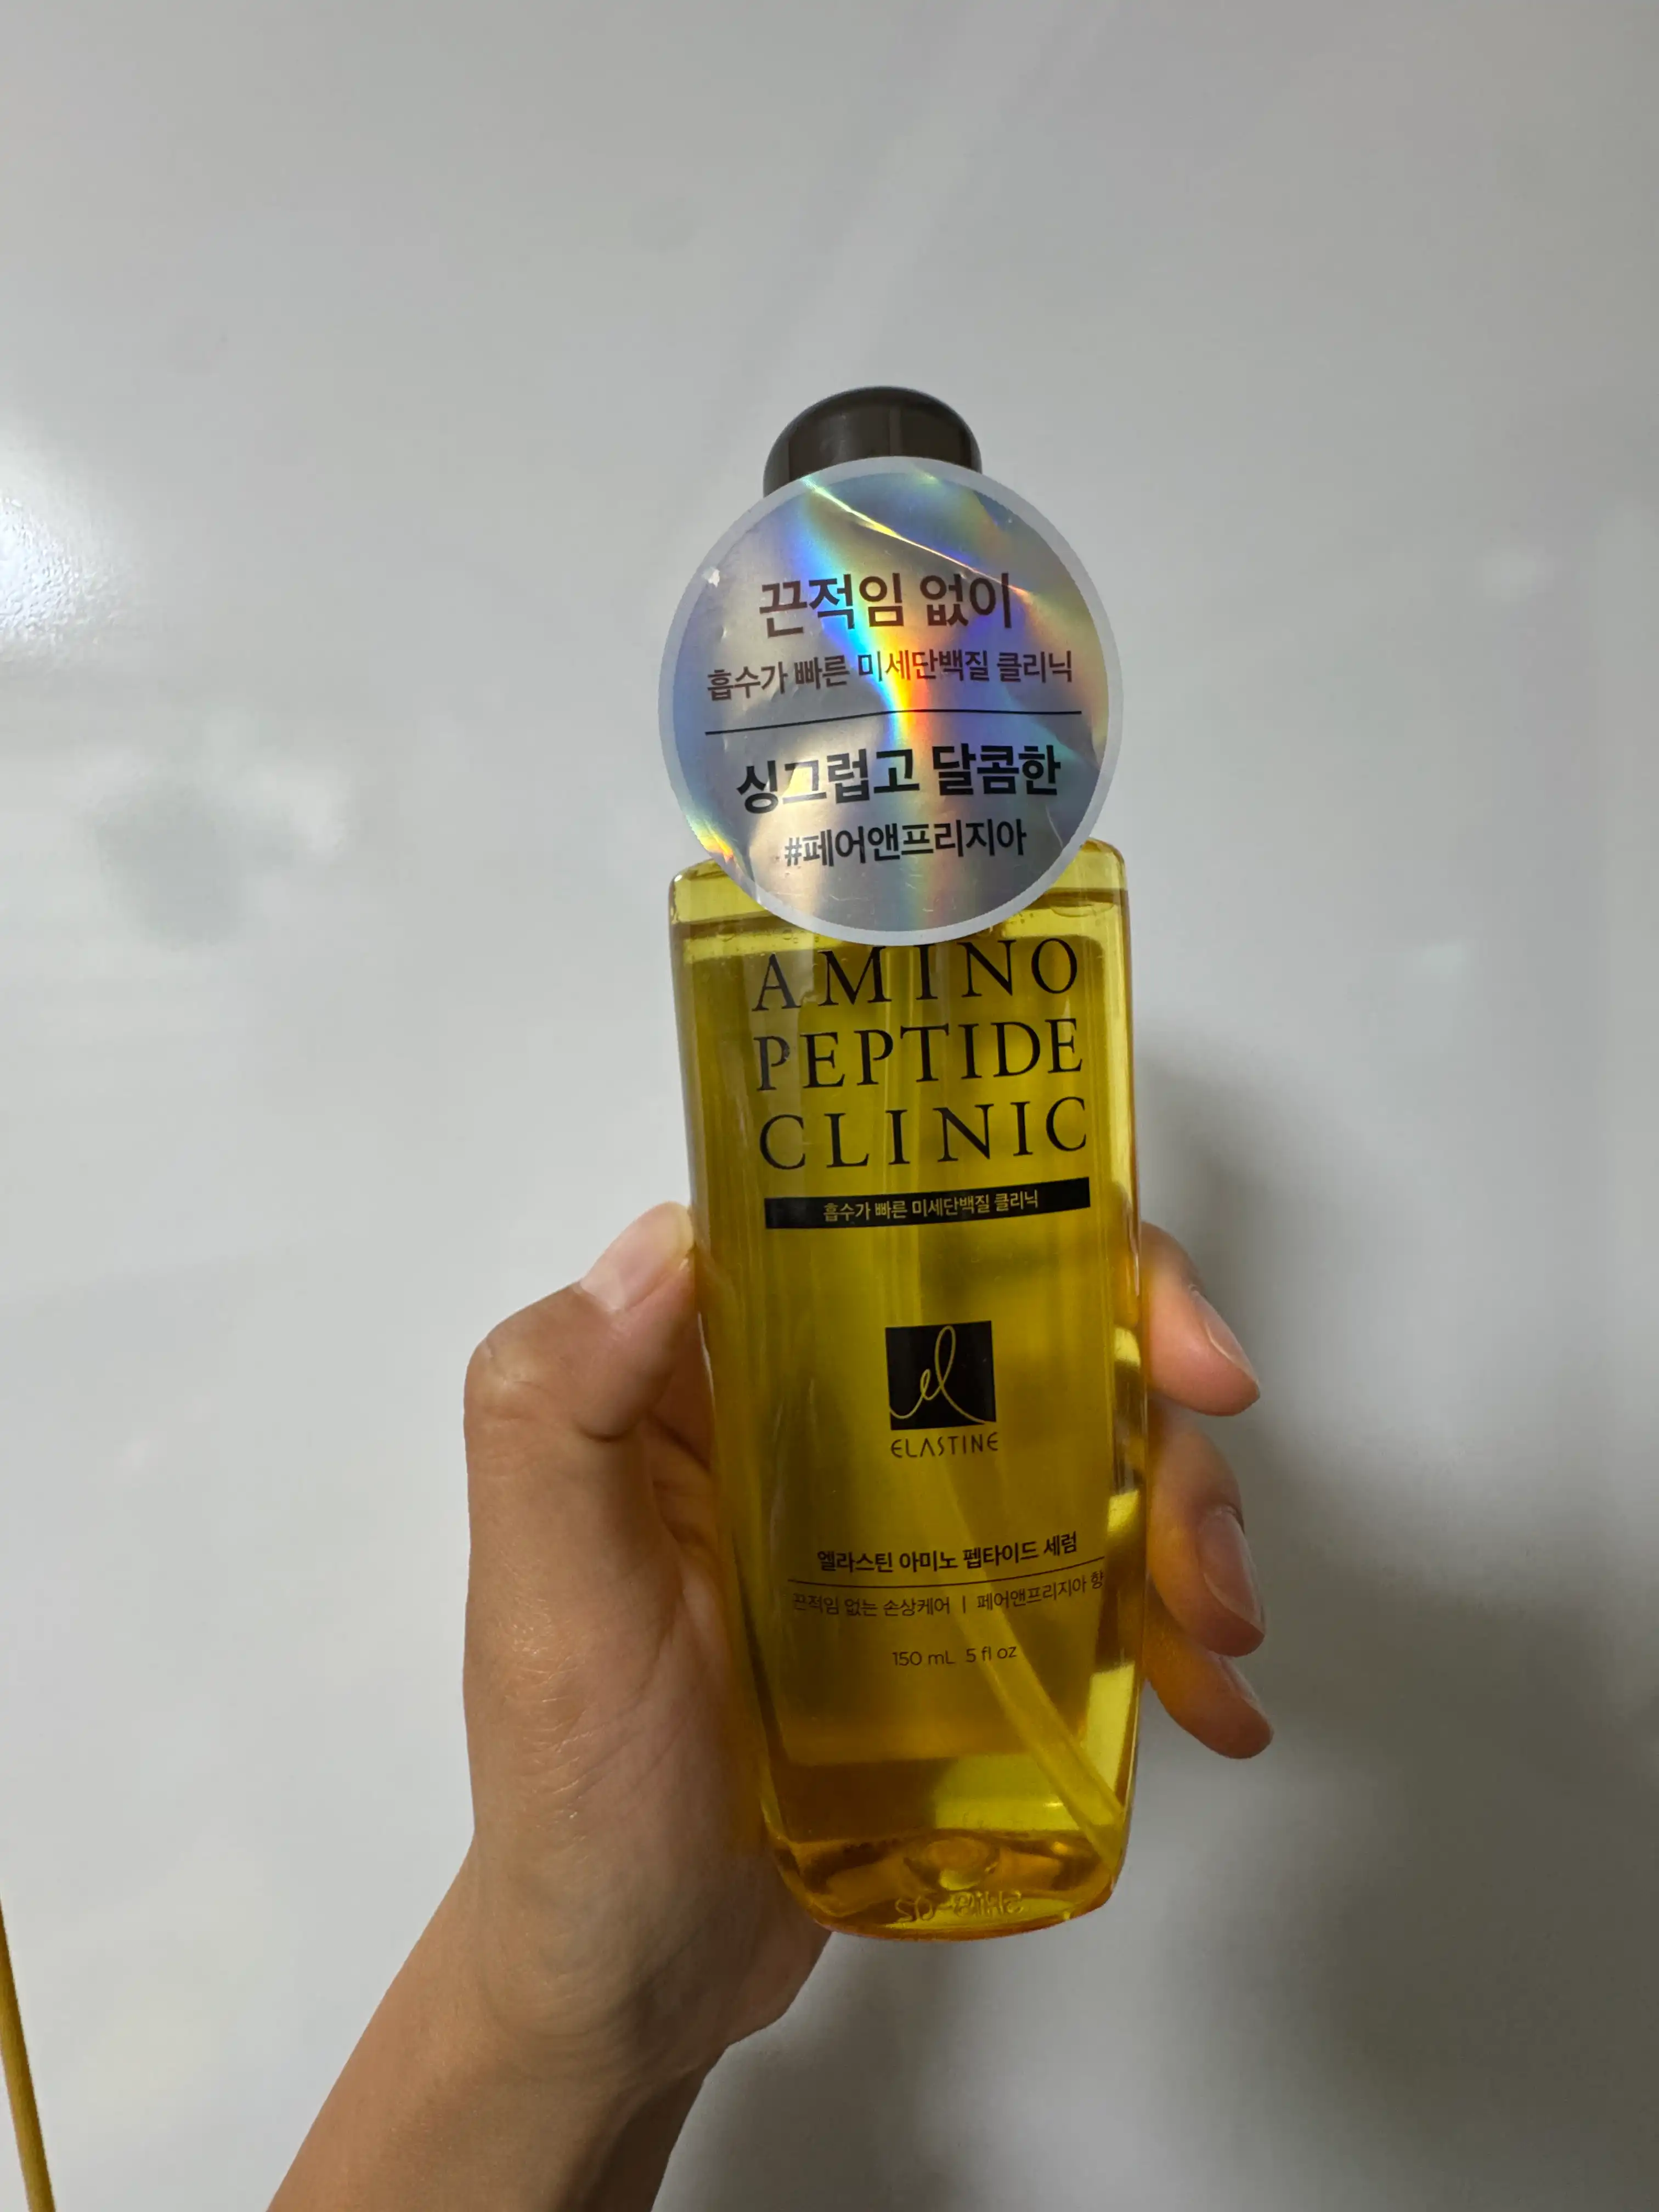 끈적임 없이
흡수가 빠른 미세단백질 클리닉
싱그럽고 달콤한
#페어앤프리지아
AMINO
PEPTIDE
CLINIC
흡수가 빠른 미세단백질 클리닉
el
ELASTINE
엘라스틴 아미노 펩타이드 세럼
끈적임 없는 손상케어 | 페어앤프리지아 향
150 mL 5 fl oz